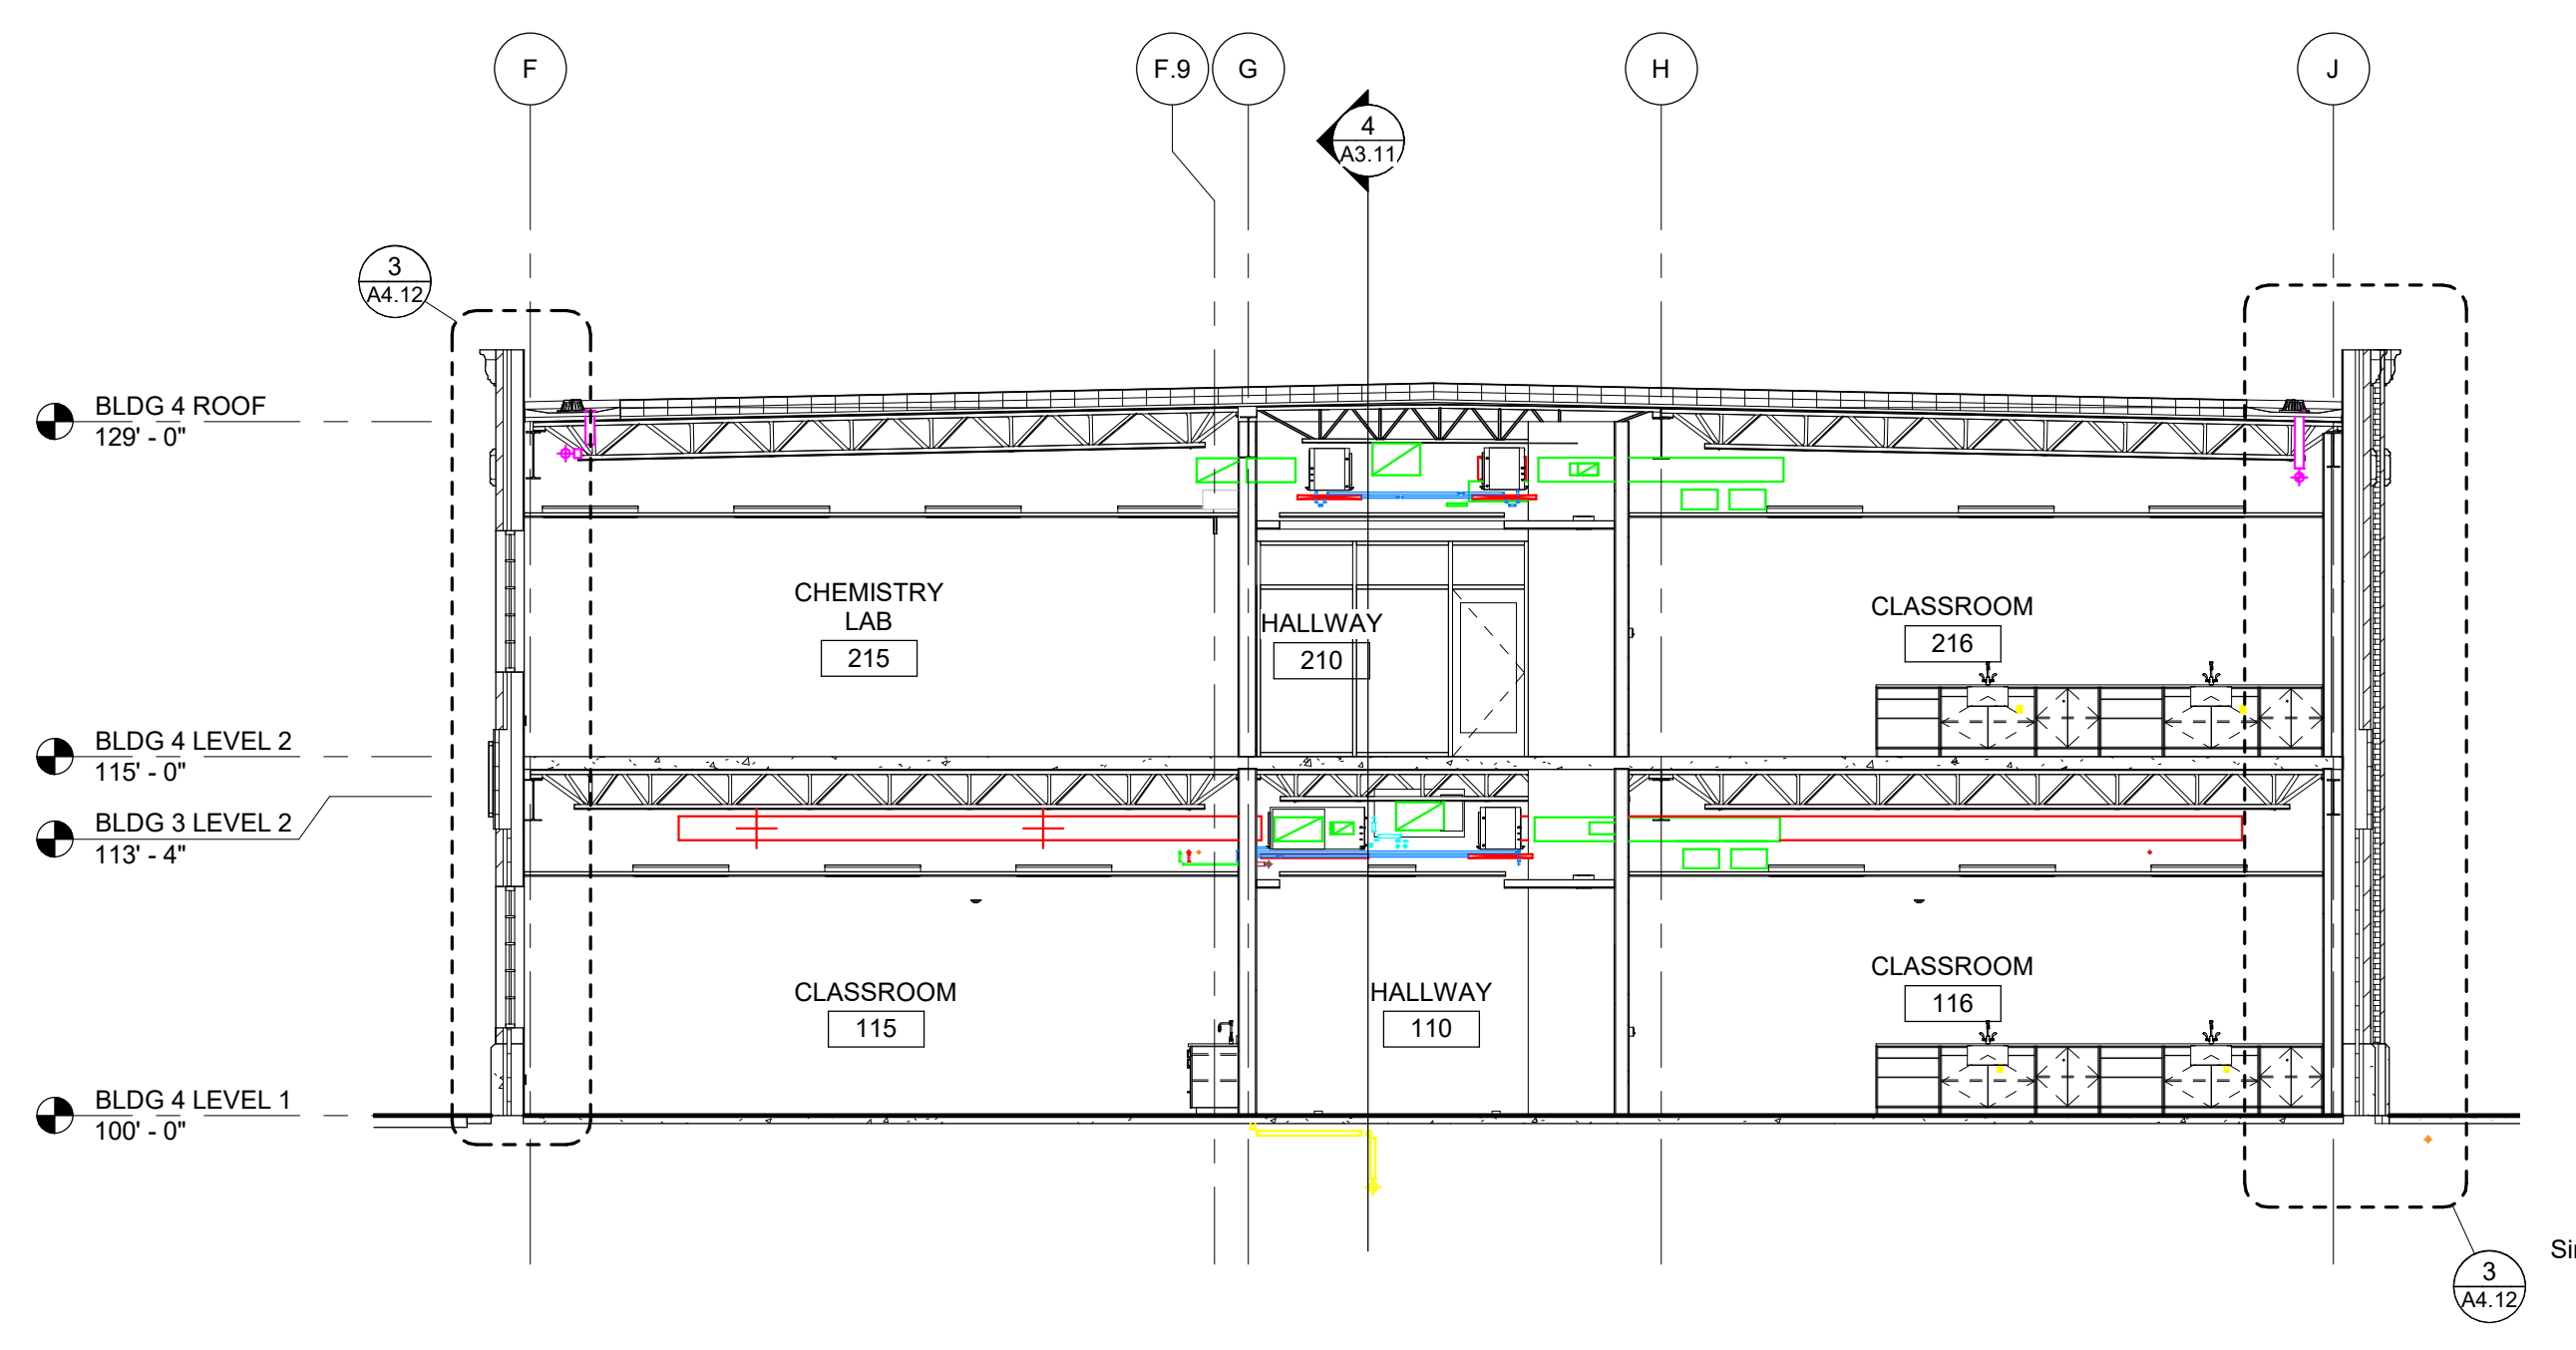 F
F.9
G
H
J
4
A3.11
3
A4.12
BLDG 4 ROOF
129' - 0"
CHEMISTRY
LAB
215
HALLWAY
210
CLASSROOM
216
BLDG 4 LEVEL 2
115' - 0"
BLDG 3 LEVEL 2
113' - 4"
CLASSROOM
115
HALLWAY
110
CLASSROOM
116
BLDG 4 LEVEL 1
100' - 0"
3
A4.12